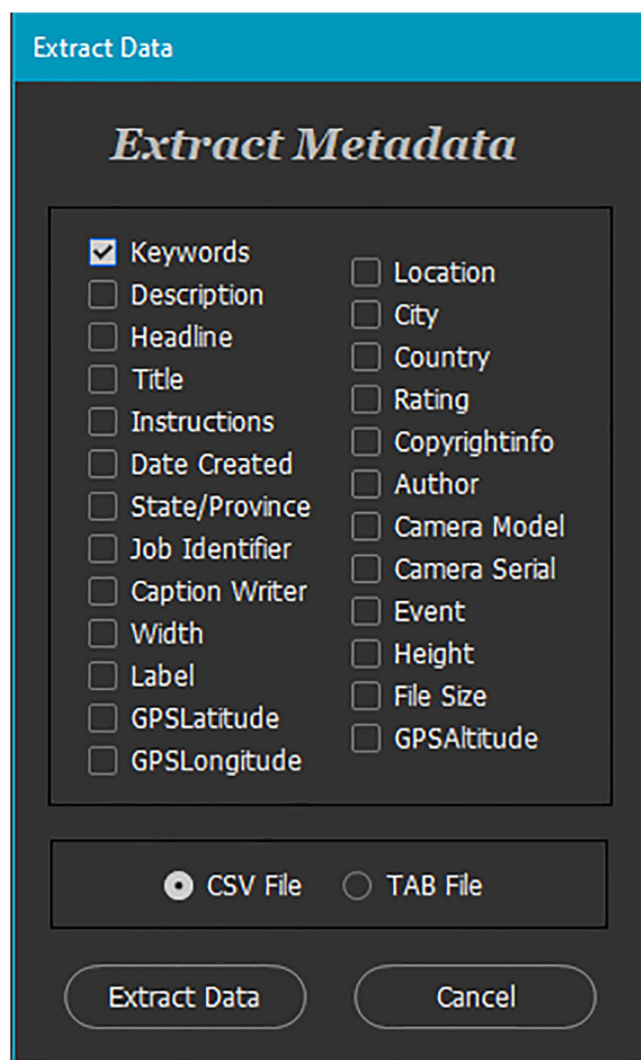 Extract Data
Extract Metadata
Keywords
Description
Headline
Title
Instructions
Date Created
State/Province
Job Identifier
Caption Writer
Width
Label
GPSLatitude
GPSLongitude
Location
City
Country
Rating
Copyrightinfo
Author
Camera Model
Camera Serial
Event
Height
File Size
GPSAltitude
CSV File
TAB File
Extract Data
Cancel